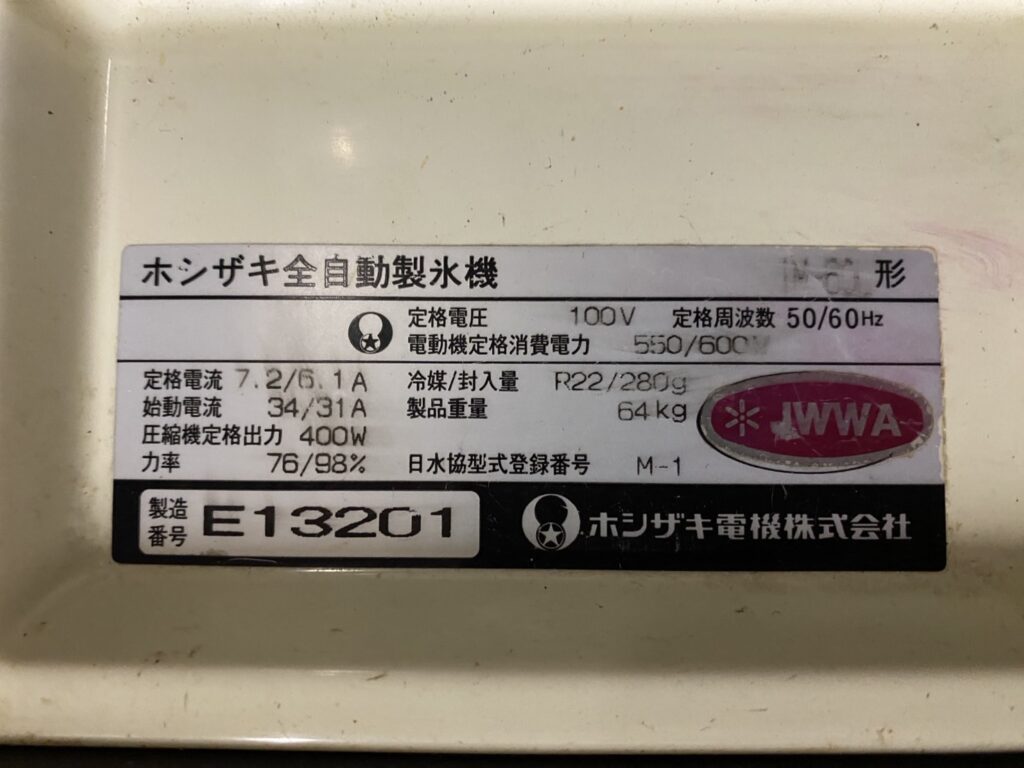 ホシザキ全自動製氷機 形
定格電圧 100V 定格周波数 50/60Hz
電動機定格消費電力 550/600W
定格電流 7.2/6.1A 冷媒/封入量 R22/280g
始動電流 34/31A 製品重量 64kg
圧縮機定格出力 400W
力率 76/98% 日水協型式登録番号 M-1
JWWA
製造番号 E13201 ホシザキ電機株式会社